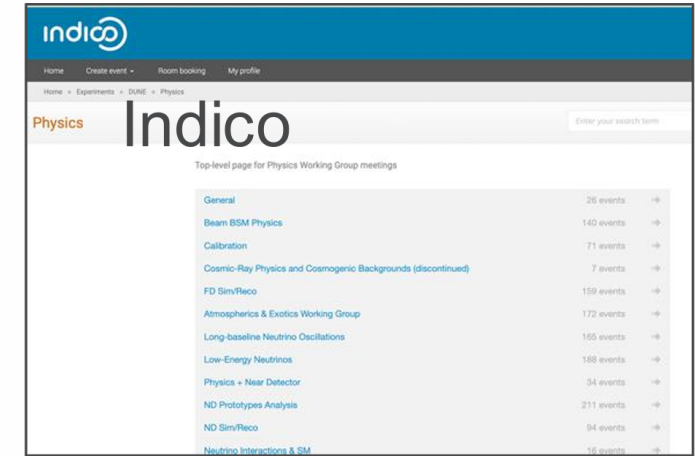 indico
Home Create event Room booking My profile
Home » Experiments » DUNE » Physics
Physics
Indico
Enter your search term
Top-level page for Physics Working Group meetings
General 26 events
Beam BSM Physics 140 events
Calibration 71 events
Cosmic-Ray Physics and Cosmogenic Backgrounds (discontinued) 7 events
FD Sim/Reco 159 events
Atmospherics & Exotics Working Group 172 events
Long-baseline Neutrino Oscillations 165 events
Low-Energy Neutrinos 188 events
Physics + Near Detector 34 events
ND Prototypes Analysis 211 events
ND Sim/Reco 94 events
Neutrino Interactions & SM 16 events